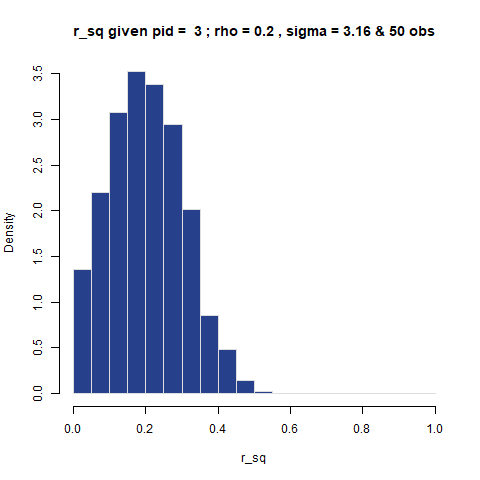 r_sq given pid =  3 ; rho = 0.2 , sigma = 3.16 & 50 obs
3.5
3.0
2.5
2.0
1.5
1.0
0.5
0.0
Density
0.0 0.2 0.4 0.6 0.8 1.0
r_sq